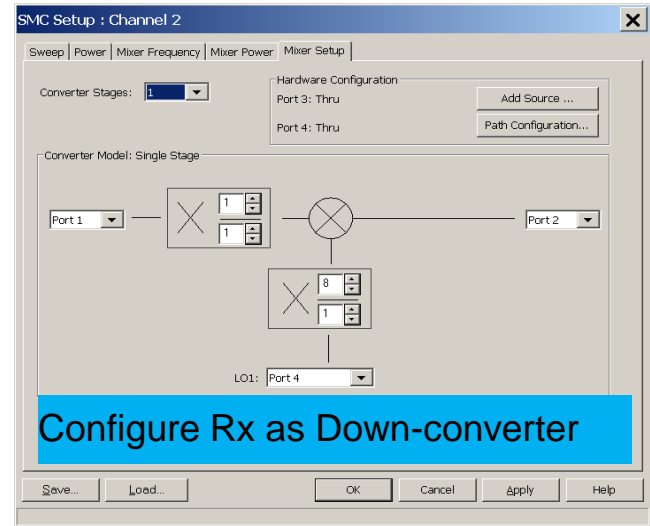 SMC Setup : Channel 2
Sweep Power Mixer Frequency Mixer Power Mixer Setup
Converter Stages: 1
Hardware Configuration
Port 3: Thru Add Source ...
Port 4: Thru Path Configuration...
Converter Model: Single Stage
Port 1 1 1 Port 2
8
1
LO1: Port 4
Configure Rx as Down-converter
Save... Load... OK Cancel Apply Help